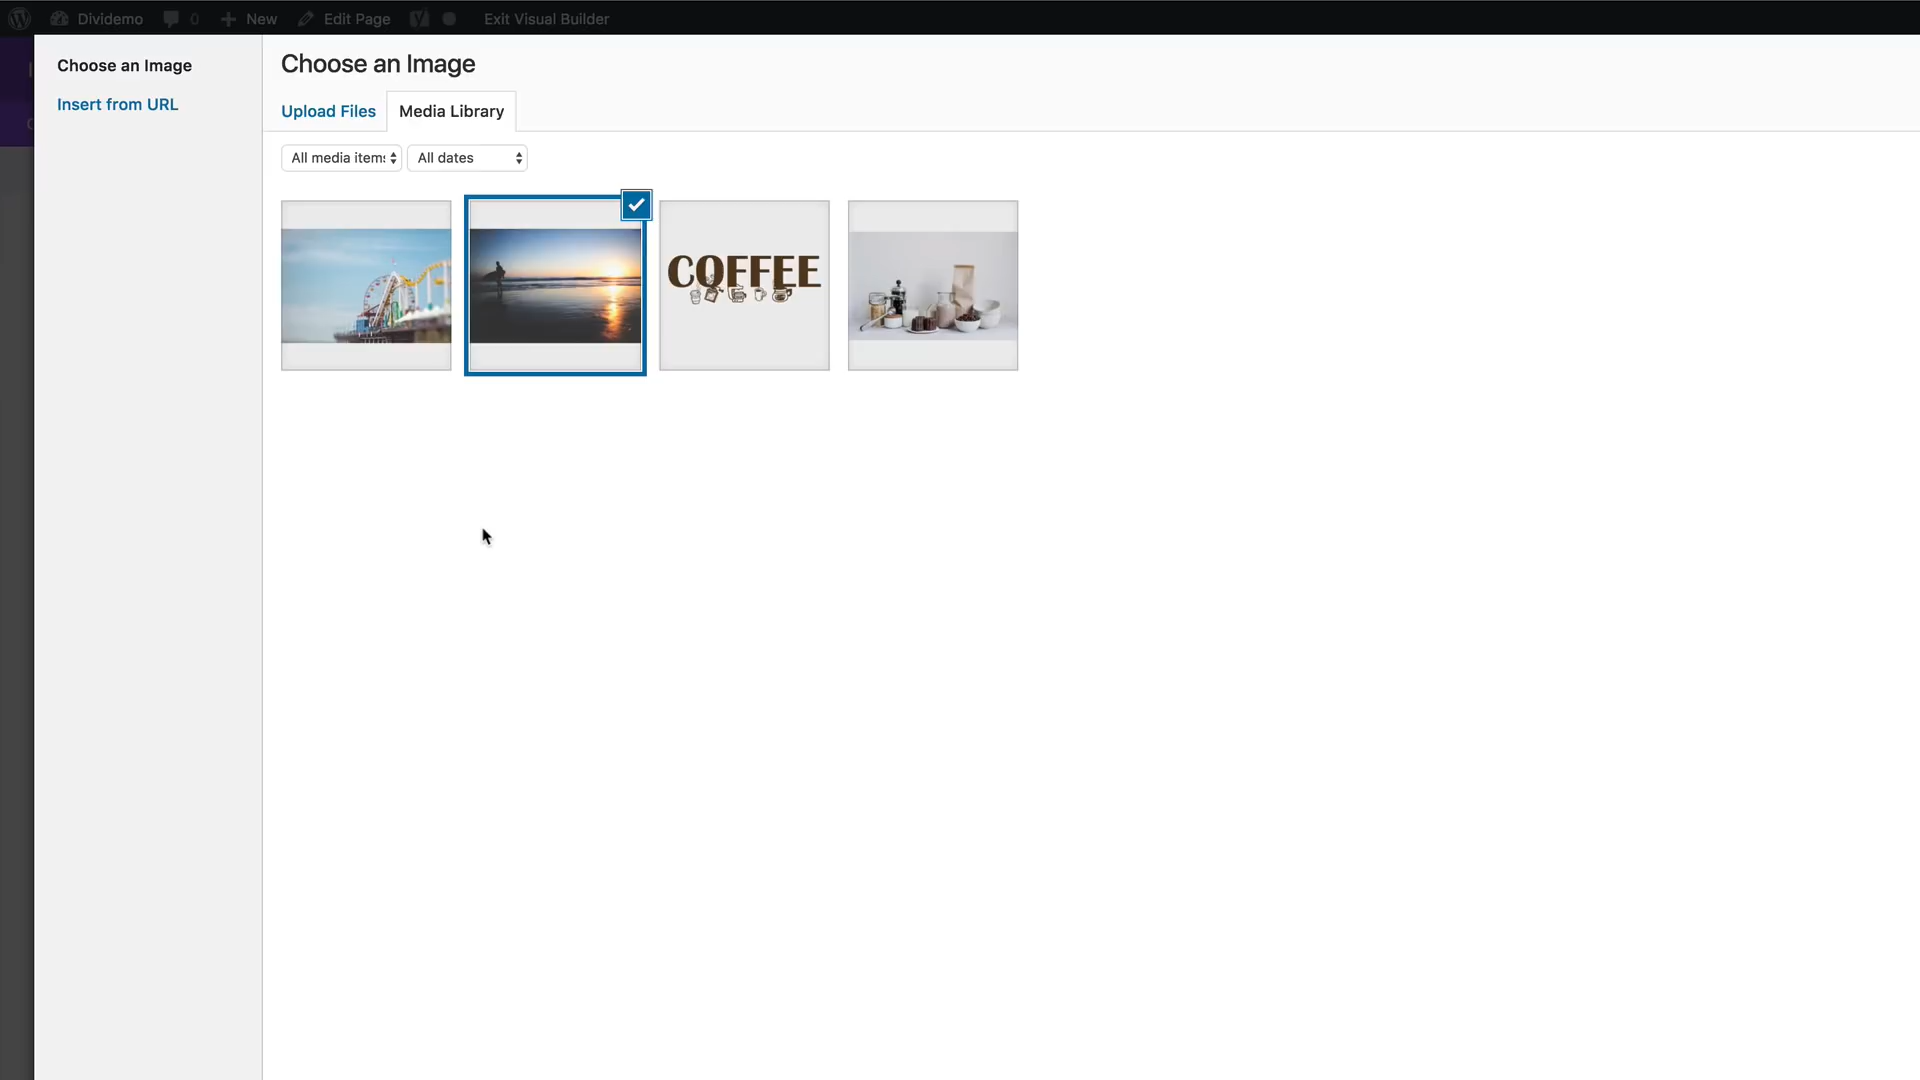 Dividemo 0 New Edit Page Exit Visual Builder
Choose an Image
Insert from URL
Choose an Image
Upload Files Media Library
All media items All dates
COFFEE